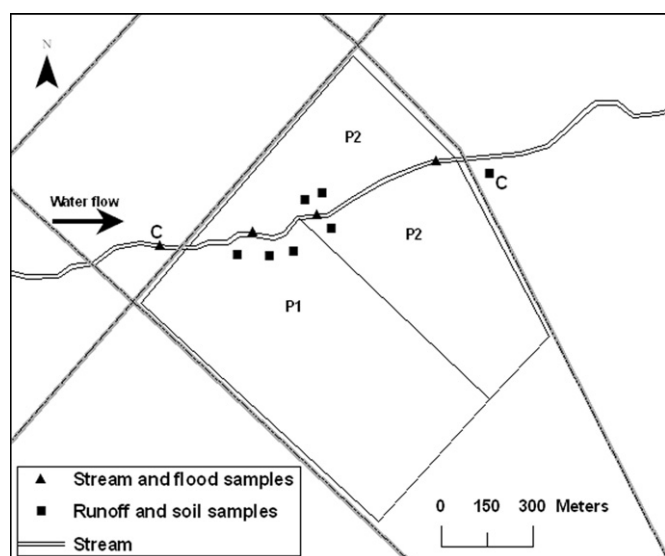 N
P2
Water flow
C
C
P2
P1
Stream and flood samples
Runoff and soil samples
Stream
0 150 300 Meters